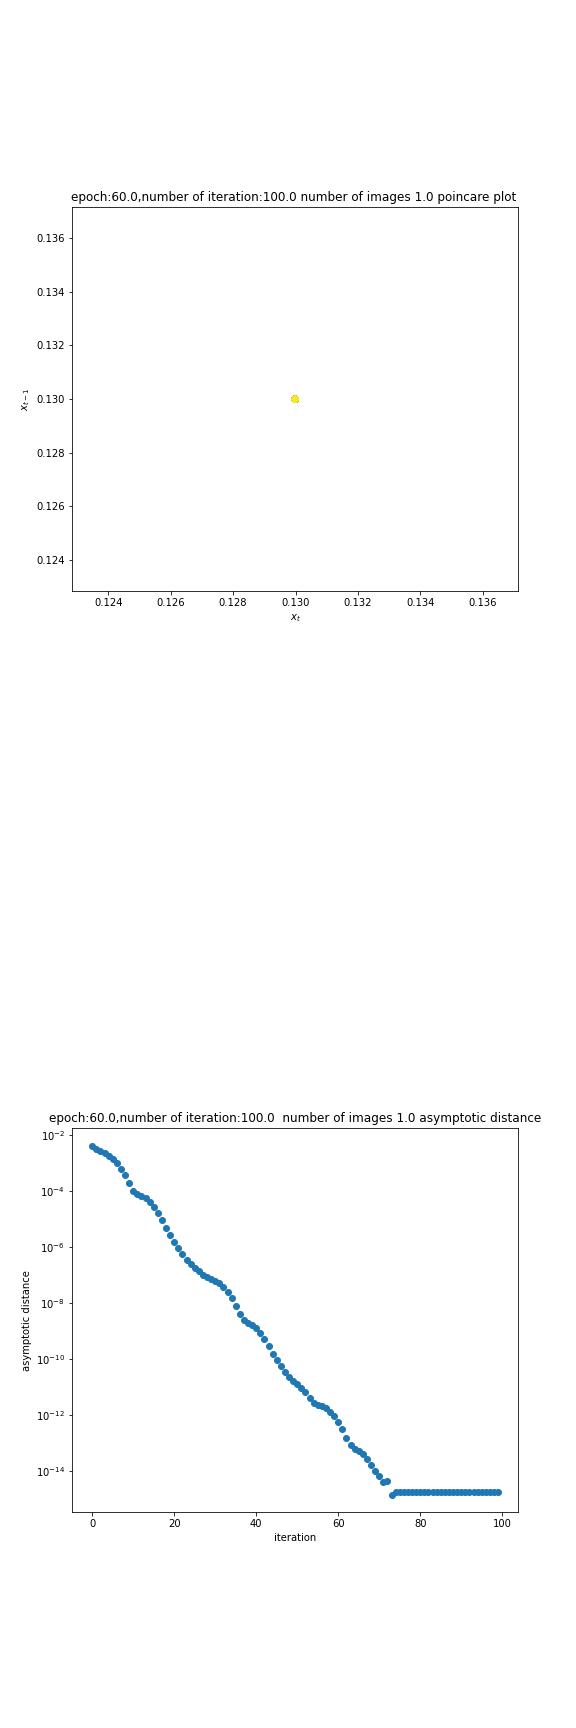 epoch:60.0,number of iteration:100.0 number of images 1.0 poincare plot
0.136
0.134
0.132
0.130
0.128
0.126
0.124
x_{t-1}
0.124 0.126 0.128 0.130 0.132 0.134 0.136
x_t
epoch:60.0,number of iteration:100.0  number of images 1.0 asymptotic distance
10^{-2}
10^{-4}
10^{-6}
10^{-8}
10^{-10}
10^{-12}
10^{-14}
asymptotic distance
0 20 40 60 80 100
iteration